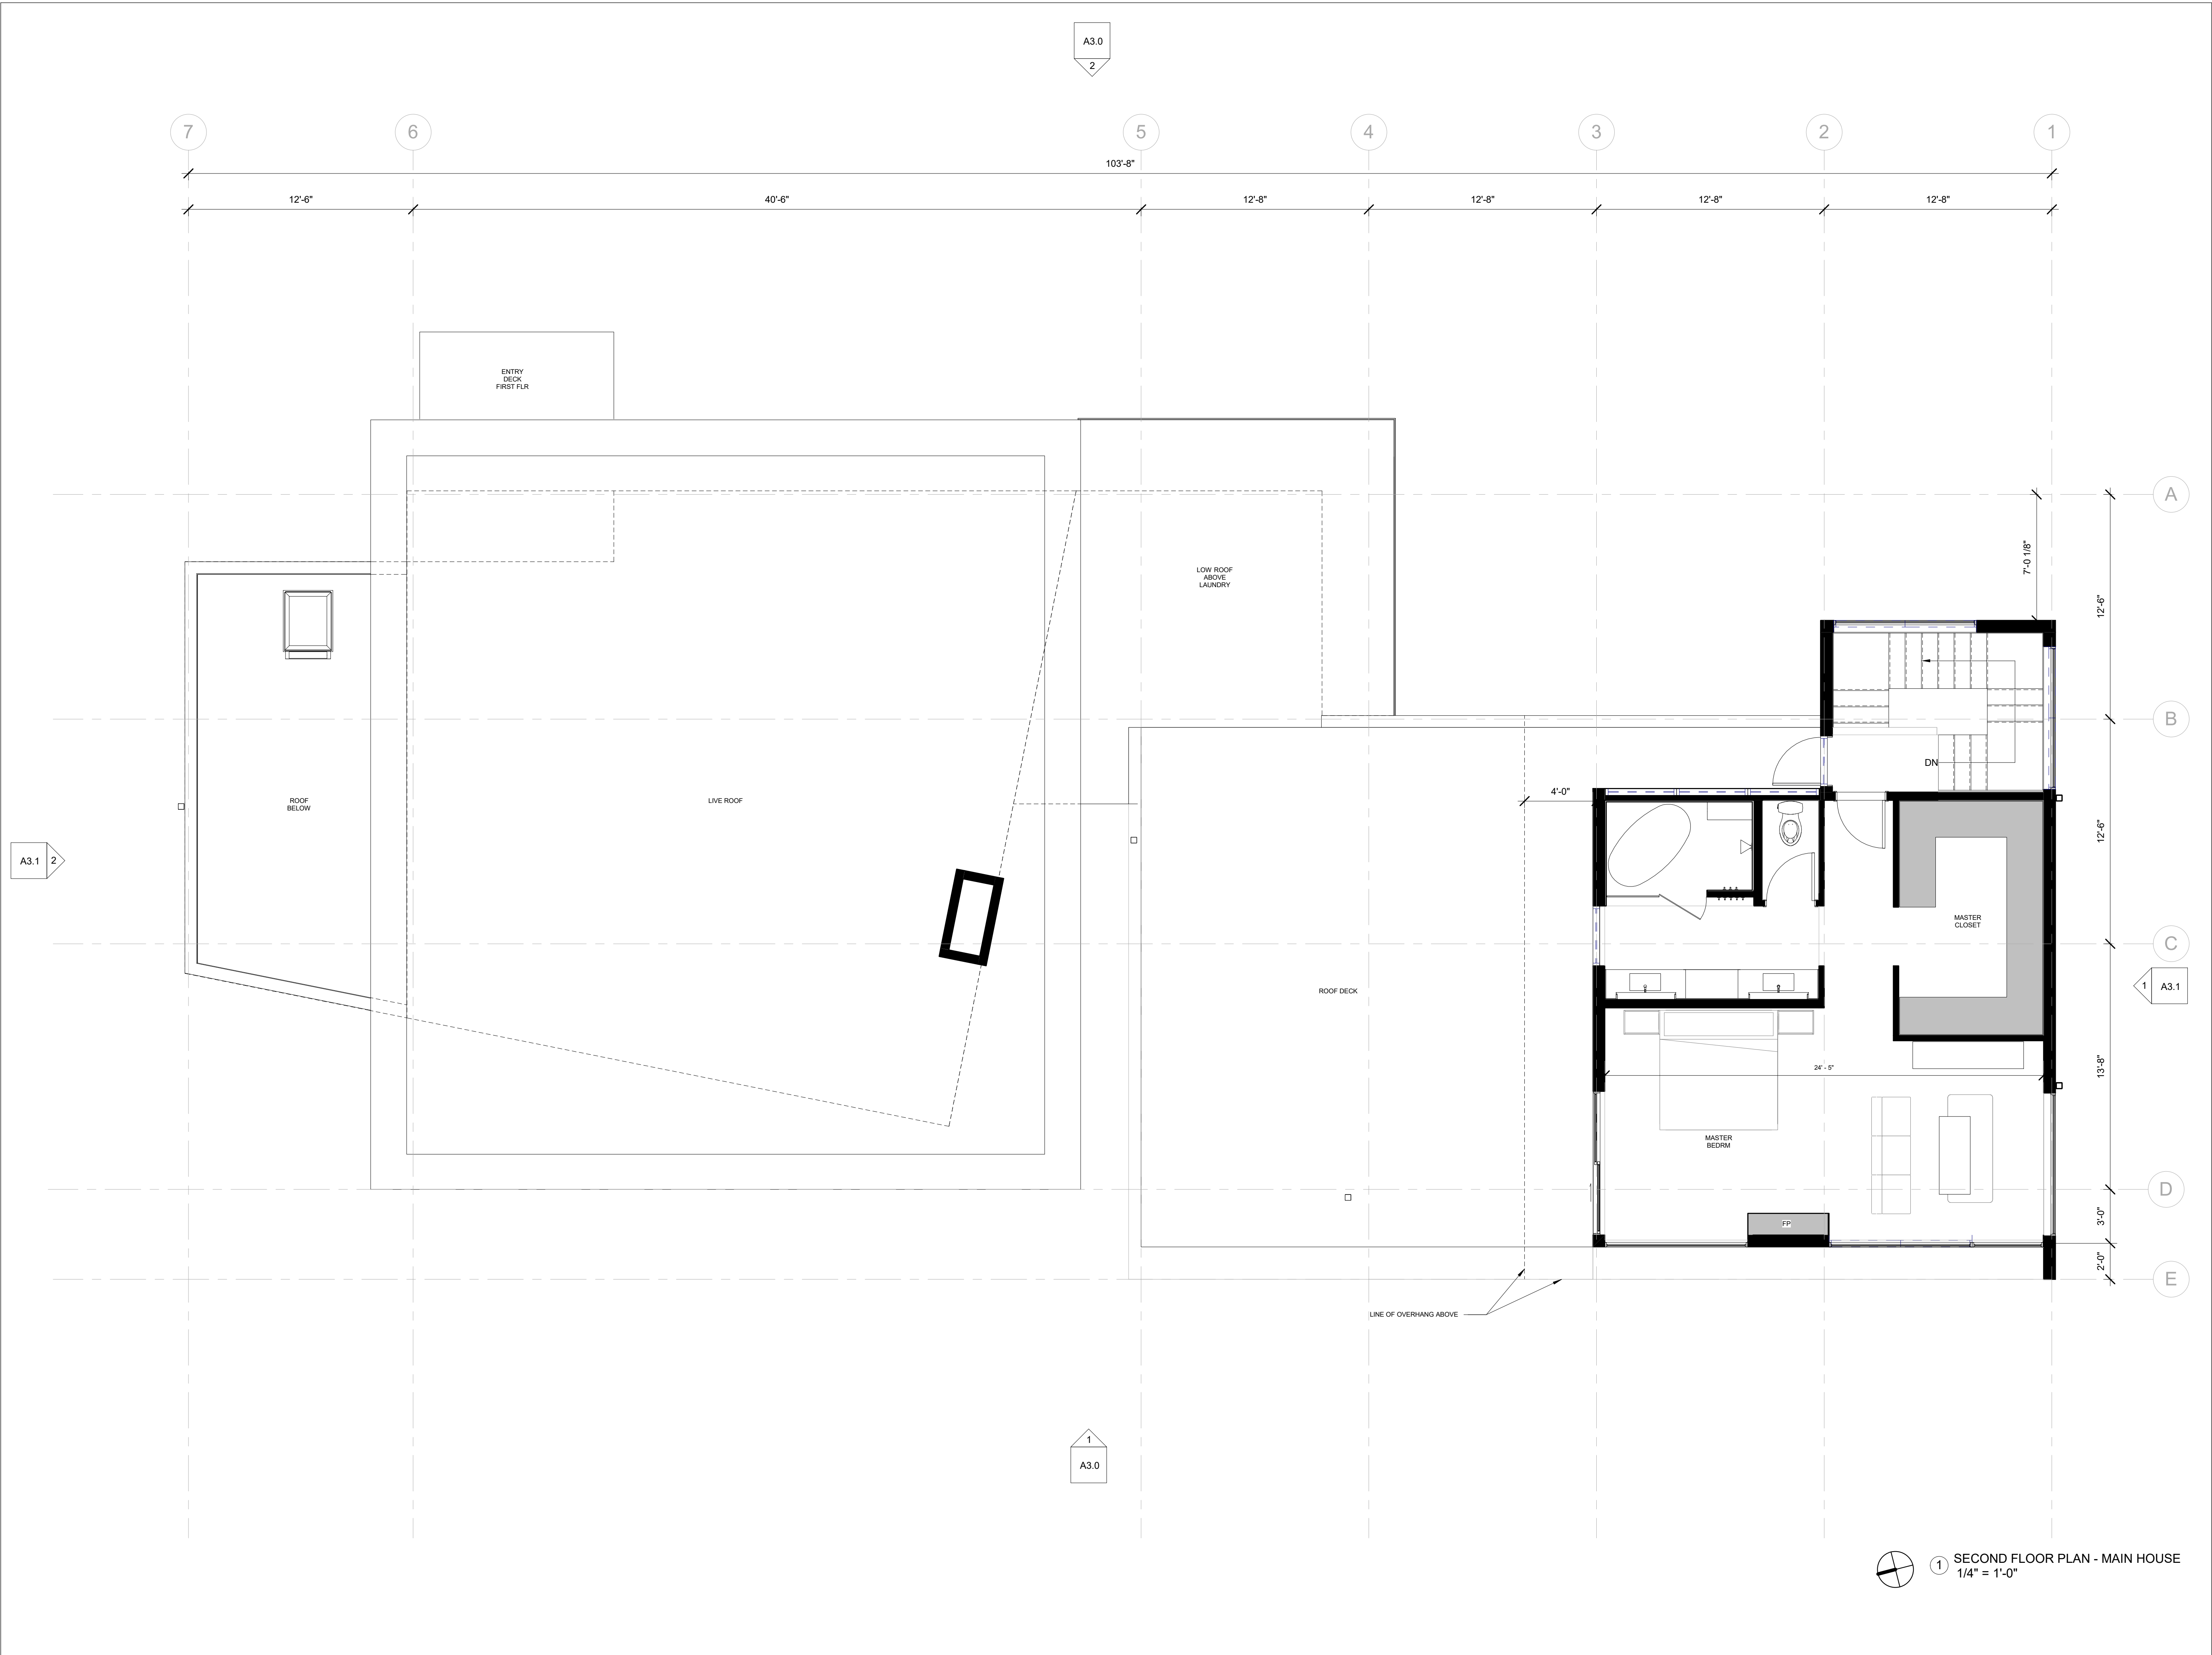 A3.0
2
7
6
5
4
3
2
1
103'-8"
12'-6"
40'-6"
12'-8"
12'-8"
12'-8"
12'-8"
ENTRY
DECK
FIRST FLR
A
7'-0 1/8"
LOW ROOF
ABOVE
LAUNDRY
12'-6"
B
DN
4'-0"
ROOF
BELOW
LIVE ROOF
12'-6"
A3.1
2
MASTER
CLOSET
C
1
A3.1
ROOF DECK
24' - 5"
13'-8"
MASTER
BEDRM
D
3'-0"
FP
2'-0"
E
LINE OF OVERHANG ABOVE
1
A3.0
1
SECOND FLOOR PLAN - MAIN HOUSE
1/4" = 1'-0"